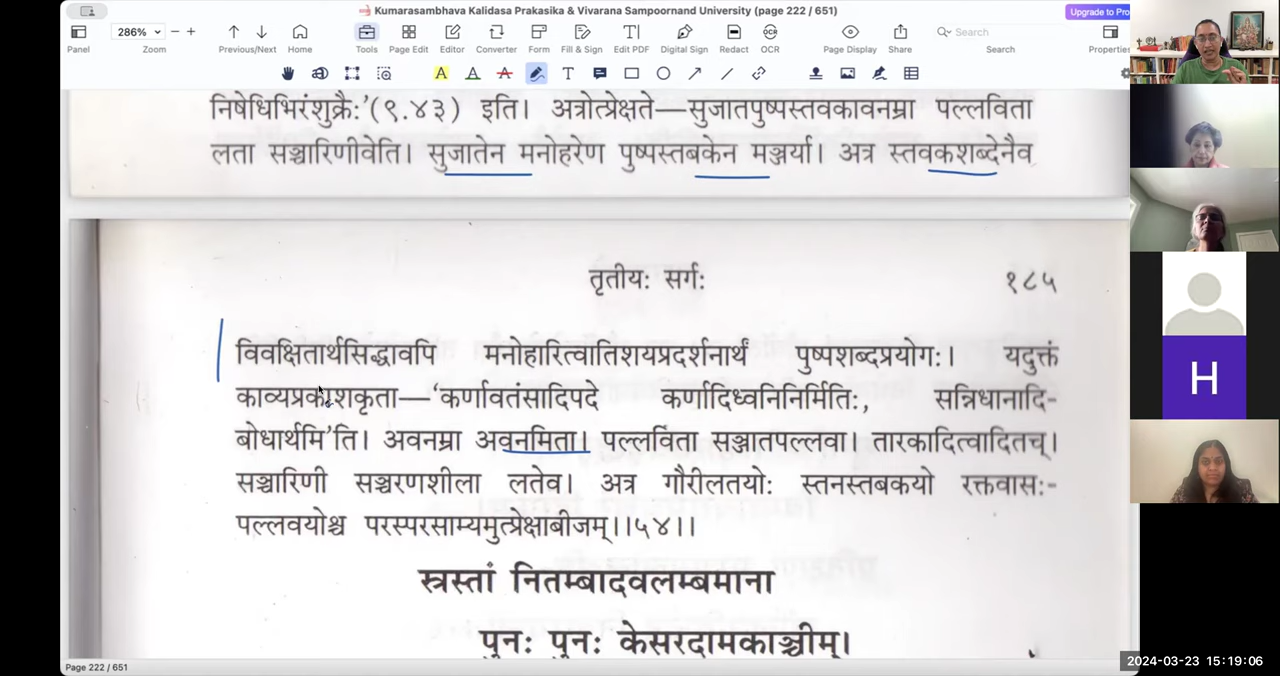 Kumarasambhava Kalidasa Prakasika & Vivarana Sampoornand University (page 222 / 651)
Upgrade to Pro
286%
Panel Zoom Previous/Next Home Tools Page Edit Editor Converter Form Fill & Sign Edit PDF Digital Sign Redact OCR Page Display Share Search Properties
Search
निषेधिभिरंशुक्रैः'(९.४३) इति। अत्रोत्प्रेक्षते—सुजातपुष्पस्तवकावनम्रा पल्लविता
लता सञ्चारिणीवेति। सुजातेन मनोहरेण पुष्पस्तबकेन मञ्जर्या। अत्र स्तवकशब्देनैव
तृतीयः सर्गः १८५
विवक्षितार्थसिद्धावपि मनोहारित्वातिशयप्रदर्शनार्थं पुष्पशब्दप्रयोगः। यदुक्तं
काव्यप्रकाशकृता—'कर्णावतंसादिपदे कर्णादिध्वनिनिर्मितिः, सन्निधानादि-
बोधार्थमि'ति। अवनम्रा अवनमिता। पल्लविता सञ्जातपल्लवा। तारकादित्वादितच्।
सञ्चारिणी सञ्चरणशीला लतेव। अत्र गौरीलतयोः स्तनस्तबकयो रक्तवासः-
पल्लवयोश्च परस्परसाम्यमुत्प्रेक्षाबीजम्।।५४।।
स्रस्तां नितम्बादवलम्बमाना
पुनः पुनः केसरदामकाञ्चीम्।
H
Page 222 / 651
2024-03-23 15:19:06